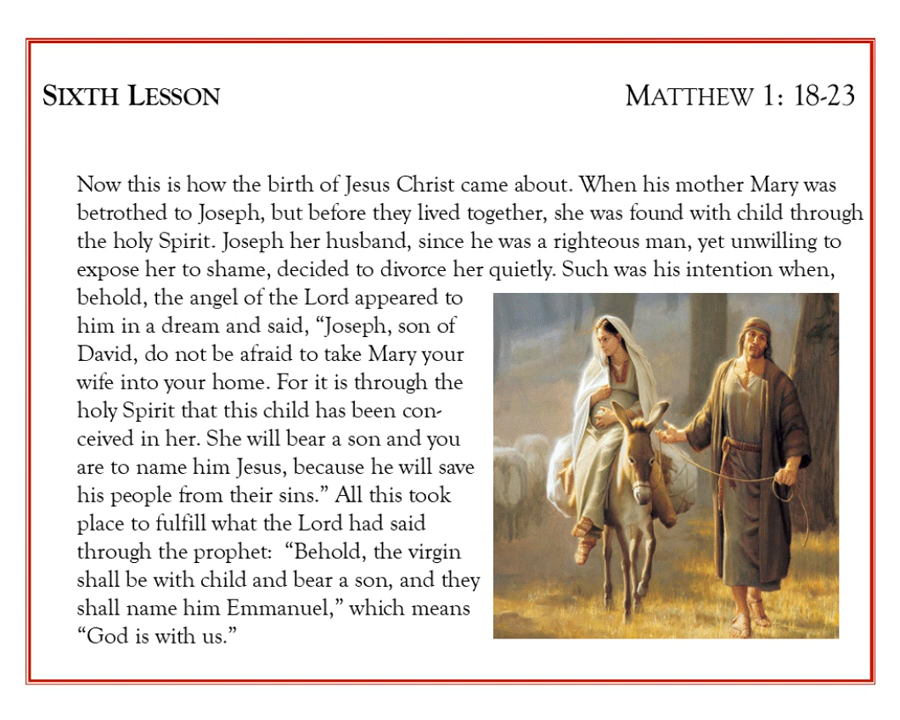 SIXTH LESSON MATTHEW 1: 18-23
Now this is how the birth of Jesus Christ came about. When his mother Mary was
betrothed to Joseph, but before they lived together, she was found with child through
the holy Spirit. Joseph her husband, since he was a righteous man, yet unwilling to
expose her to shame, decided to divorce her quietly. Such was his intention when,
behold, the angel of the Lord appeared to
him in a dream and said, “Joseph, son of
David, do not be afraid to take Mary your
wife into your home. For it is through the
holy Spirit that this child has been con-
ceived in her. She will bear a son and you
are to name him Jesus, because he will save
his people from their sins.” All this took
place to fulfill what the Lord had said
through the prophet:  “Behold, the virgin
shall be with child and bear a son, and they
shall name him Emmanuel,” which means
“God is with us.”